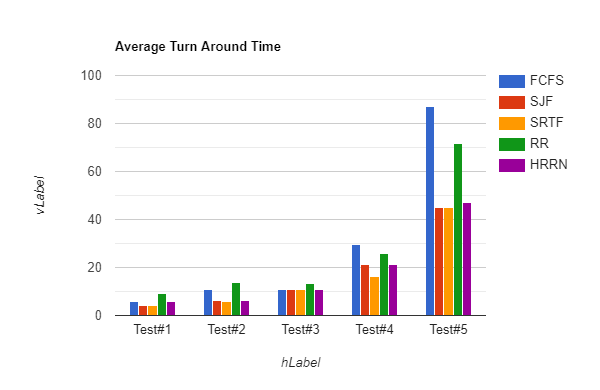 Average Turn Around Time
100
80
60
40
20
0
vLabel
Test#1 Test#2 Test#3 Test#4 Test#5
hLabel
FCFS
SJF
SRTF
RR
HRRN